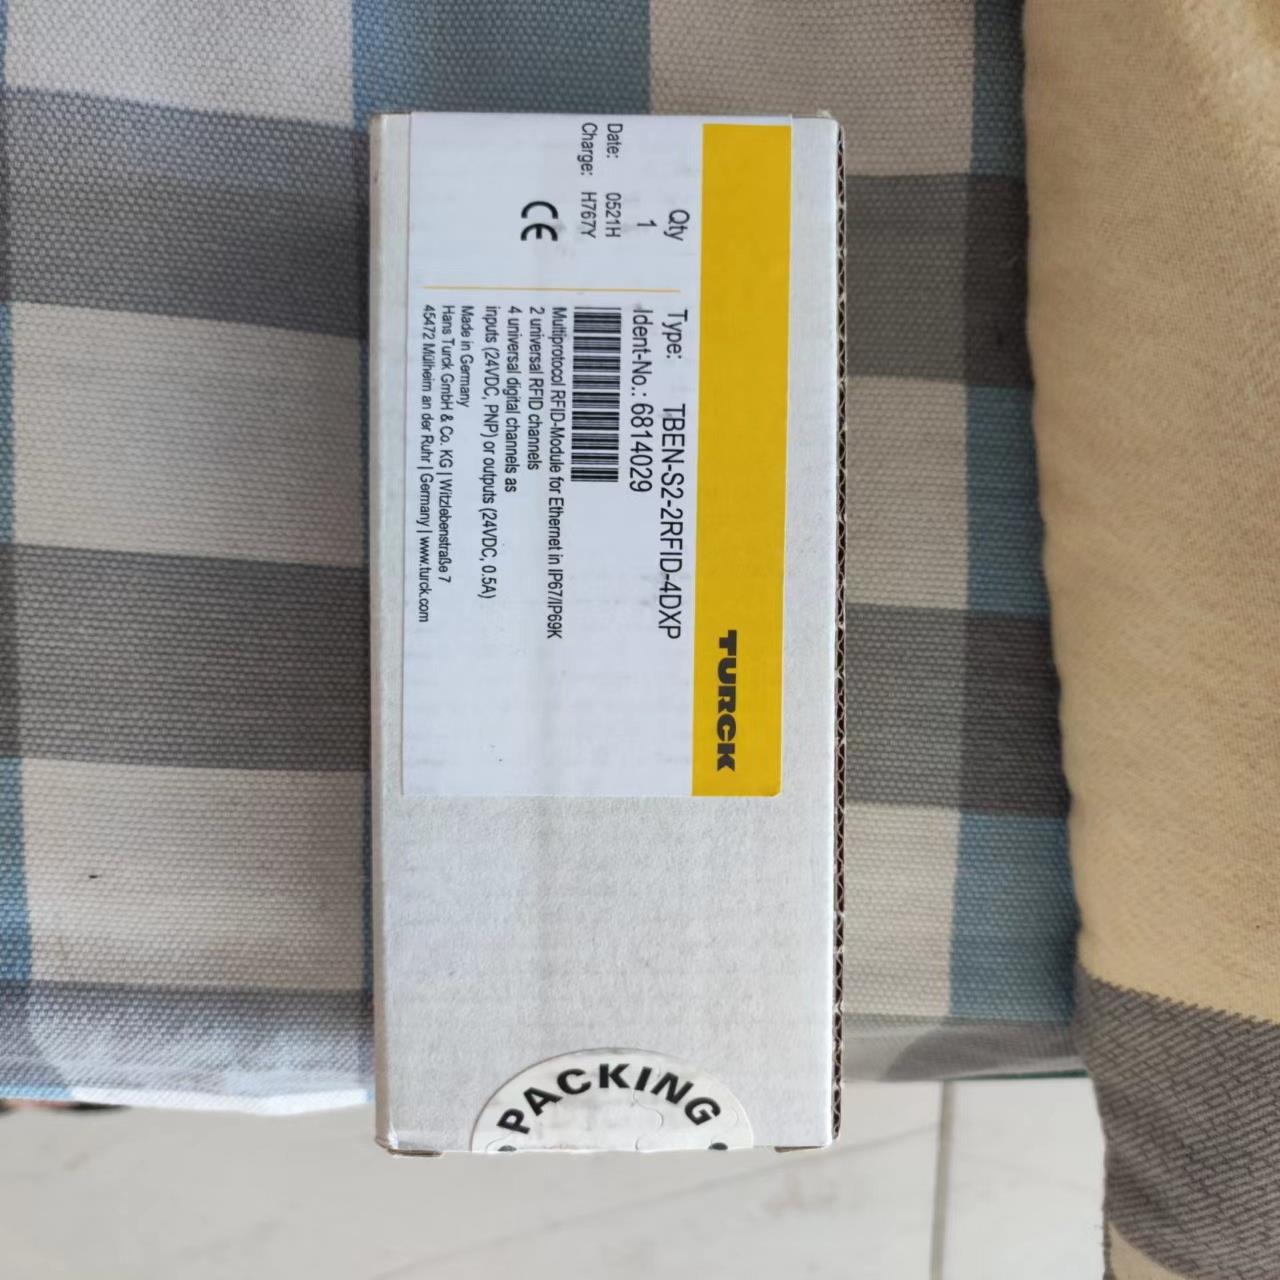 TURCK
Qty
1
Date: 0521H
Charge: H767Y
CE
Type: TBEN-S2-2RFID-4DXP
Ident-No.: 6814029
Multiprotocol RFID-Module for Ethernet in IP67/IP69K
2 universal RFID channels
4 universal digital channels as
inputs (24VDC, PNP) or outputs (24VDC, 0.5A)
Made in Germany
Hans Turck GmbH & Co. KG | Witzlebenstraße 7
45472 Mülheim an der Ruhr | Germany | www.turck.com
PACKING